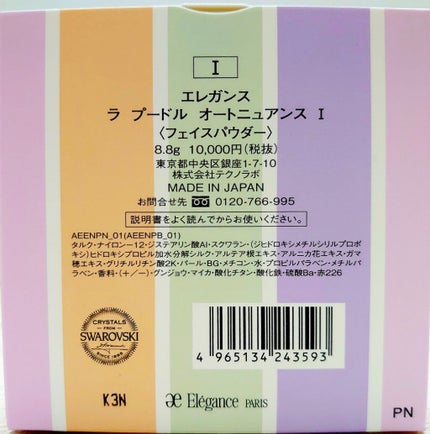 I
エレガンス
ラ プードル オートニュアンス I
〈フェイスパウダー〉
8.8g 10,000円(税抜)
東京都中央区銀座1-7-10
株式会社テクノラボ
MADE IN JAPAN
お問合せ先 0120-766-995
説明書をよく読んでからお使いください。
AEENPN_01(AEENPB_01)
タルク・ナイロン-12・ジステアリン酸Al・スクワラン・(ジヒドロキシメチルシリルプロポ
キシ)ヒドロキシプロピル加水分解シルク・アルテア根エキス・アルニカ花エキス・ガマ
穂エキス・グリチルリチン酸2K・パール・BG・メチコン・水・プロピルパラベン・メチルパ
ラベン・香料・(+/-)・グンジョウ・マイカ・酸化チタン・酸化鉄・硫酸Ba・赤226
CRYSTALS
FROM
SWAROVSKI
SINCE 1895
4 965134 243593
K3N
æ Elégance PARIS
PN